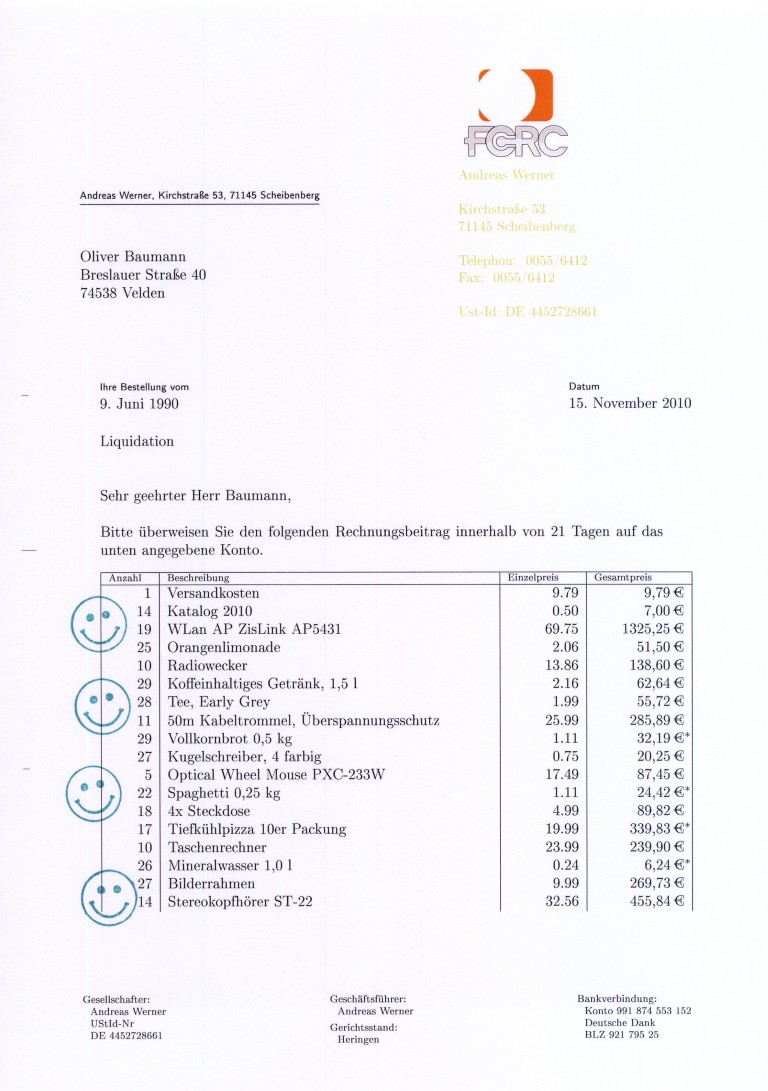 FCRC
Andreas Werner
Kirchstraße 53
71145 Scheibenberg
Telephon: 0055/6412
Fax: 0055/6412
Ust-Id: DE 4452728661
Andreas Werner, Kirchstraße 53, 71145 Scheibenberg
Oliver Baumann
Breslauer Straße 40
74538 Velden
Ihre Bestellung vom Datum
9. Juni 1990 15. November 2010
Liquidation
Sehr geehrter Herr Baumann,
Bitte überweisen Sie den folgenden Rechnungsbeitrag innerhalb von 21 Tagen auf das
unten angegebene Konto.
Anzahl Beschreibung Einzelpreis Gesamtpreis
1 Versandkosten 9.79 9,79 €
14 Katalog 2010 0.50 7,00 €
19 WLan AP ZisLink AP5431 69.75 1325,25 €
25 Orangenlimonade 2.06 51,50 €
10 Radiowecker 13.86 138,60 €
29 Koffeinhaltiges Getränk, 1,5 l 2.16 62,64 €
28 Tee, Early Grey 1.99 55,72 €
11 50m Kabeltrommel, Überspannungsschutz 25.99 285,89 €
29 Vollkornbrot 0,5 kg 1.11 32,19 €*
27 Kugelschreiber, 4 farbig 0.75 20,25 €
5 Optical Wheel Mouse PXC-233W 17.49 87,45 €
22 Spaghetti 0,25 kg 1.11 24,42 €*
18 4x Steckdose 4.99 89,82 €
17 Tiefkühlpizza 10er Packung 19.99 339,83 €*
10 Taschenrechner 23.99 239,90 €
26 Mineralwasser 1,0 l 0.24 6,24 €*
27 Bilderrahmen 9.99 269,73 €
14 Stereokopfhörer ST-22 32.56 455,84 €
Gesellschafter:
Andreas Werner
UStId-Nr
DE 4452728661
Geschäftsführer:
Andreas Werner
Gerichtsstand:
Heringen
Bankverbindung:
Konto 991 874 553 152
Deutsche Dank
BLZ 921 795 25